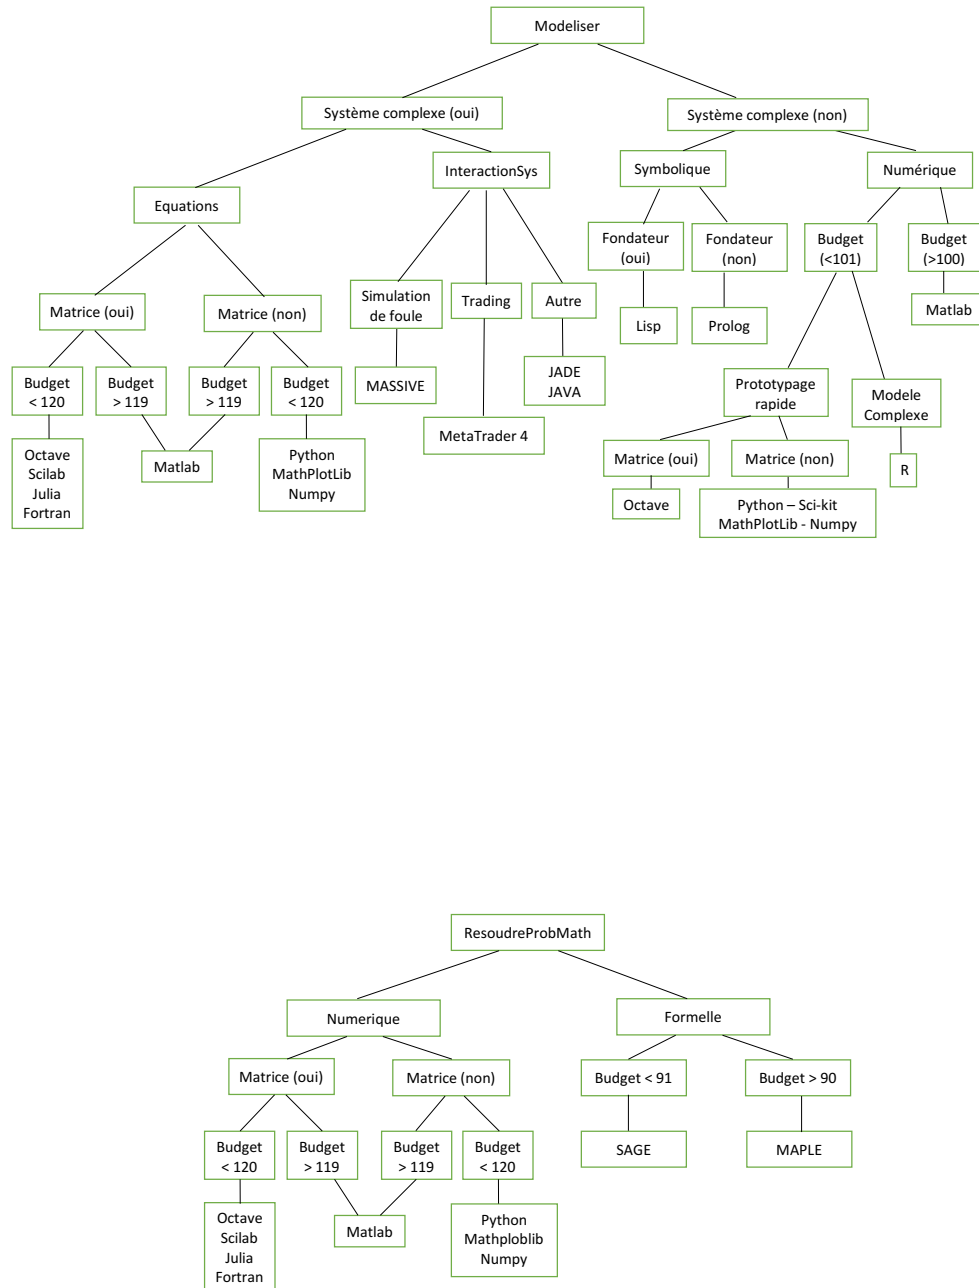 Modeliser
Système complexe (oui)
Système complexe (non)
InteractionSys
Symbolique
Numérique
Equations
Fondateur
(oui)
Fondateur
(non)
Budget
(<101)
Budget
(>100)
Simulation
de foule
Trading
Autre
Matrice (oui)
Matrice (non)
Lisp
Prolog
Matlab
MASSIVE
JADE
JAVA
Budget
< 120
Budget
> 119
Budget
> 119
Budget
< 120
Prototypage
rapide
Modele
Complexe
MetaTrader 4
Octave
Scilab
Julia
Fortran
Matlab
Python
MathPlotLib
Numpy
Matrice (oui)
Matrice (non)
R
Octave
Python – Sci-kit
MathPlotLib - Numpy
ResoudreProbMath
Numerique
Formelle
Matrice (oui)
Matrice (non)
Budget < 91
Budget > 90
Budget
< 120
Budget
> 119
Budget
> 119
Budget
< 120
SAGE
MAPLE
Octave
Scilab
Julia
Fortran
Matlab
Python
Mathploblib
Numpy